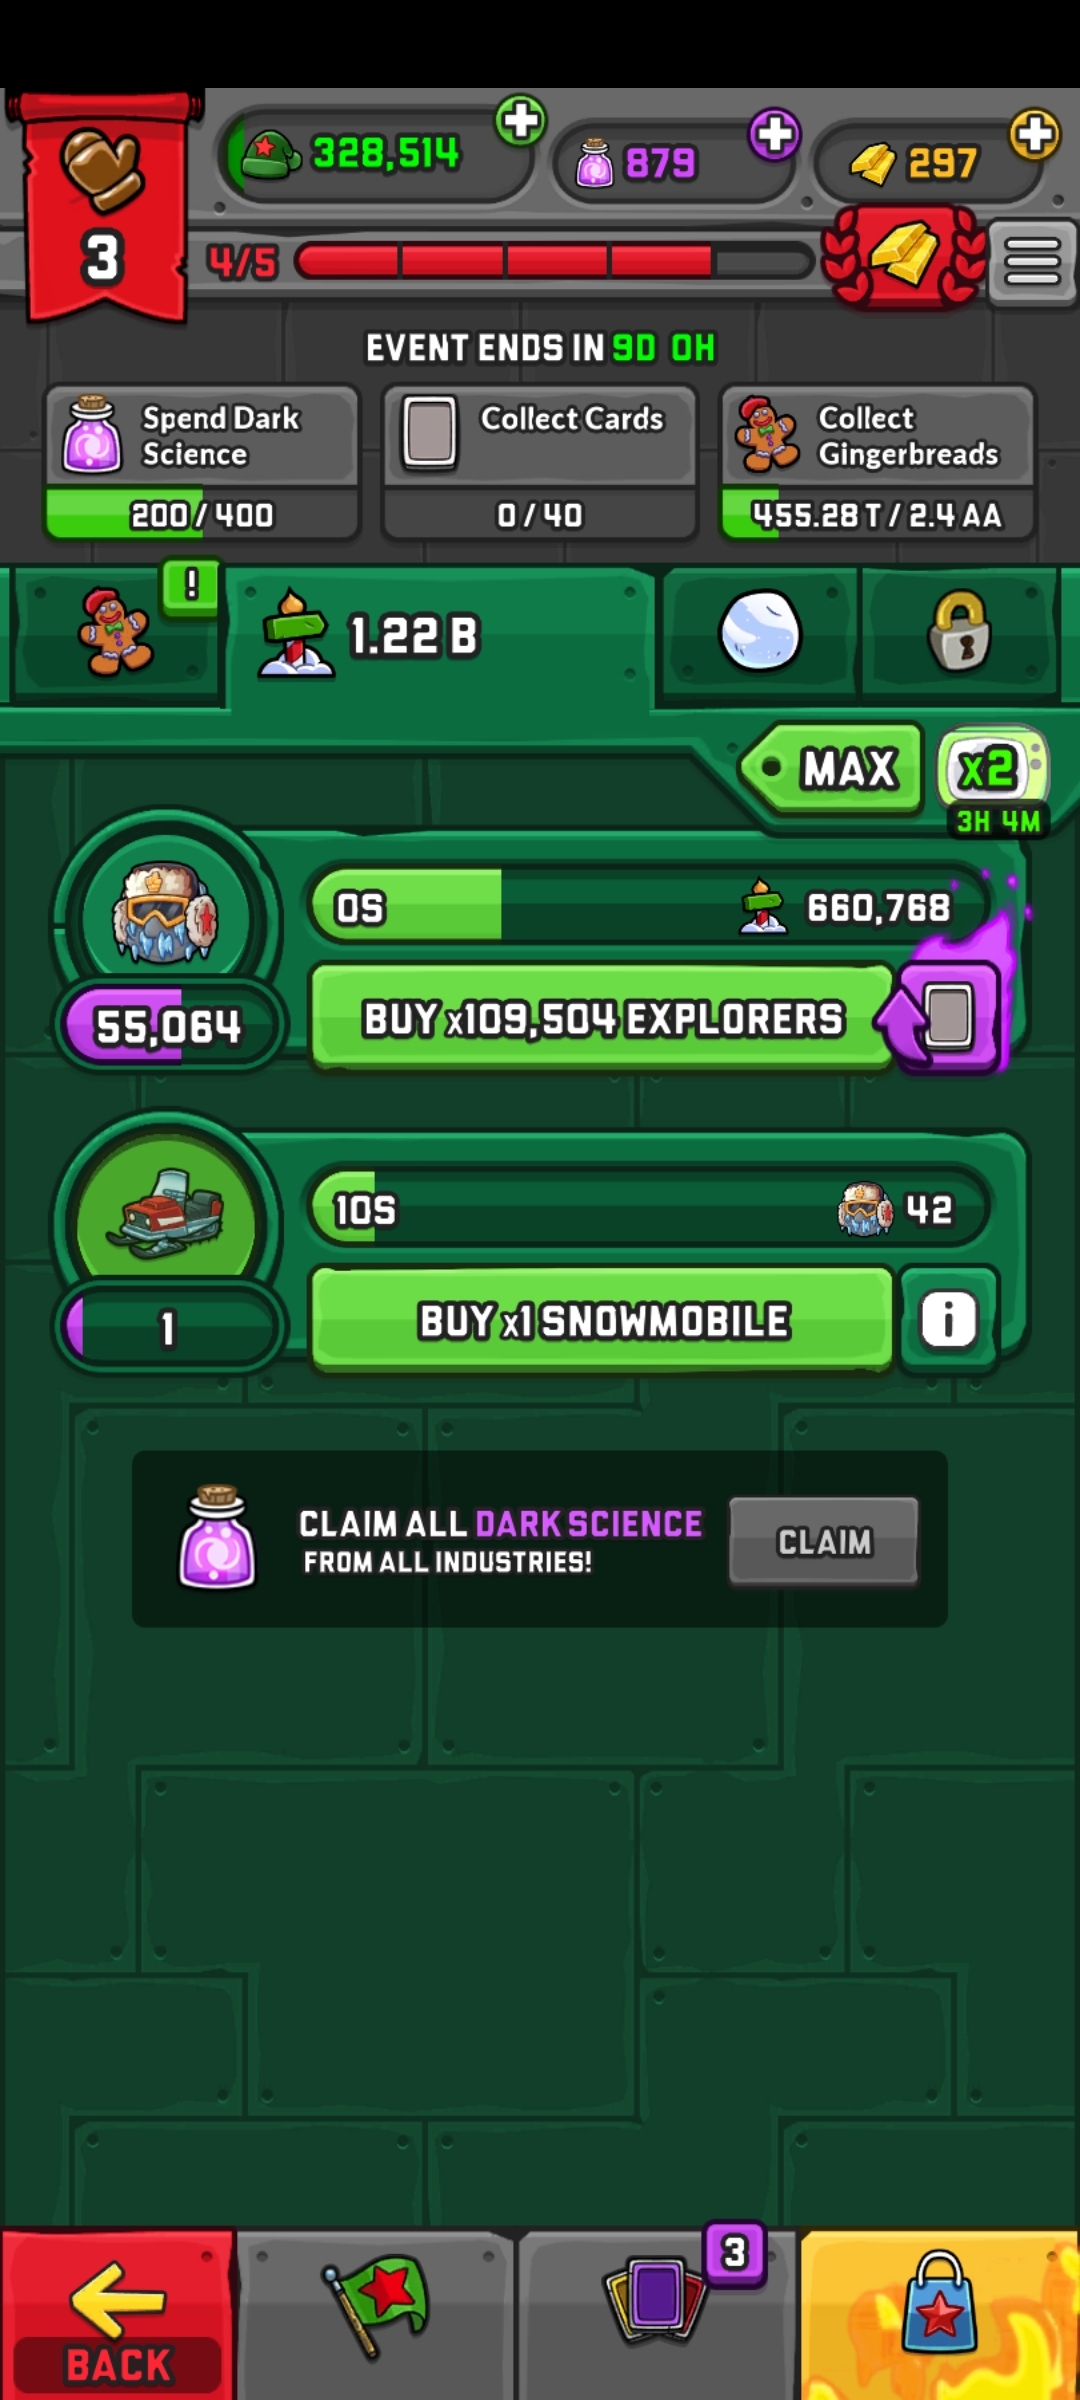 328,514
879
297
3
4/5
EVENT ENDS IN 9D 0H
Spend Dark
Science
200 / 400
Collect Cards
0 / 40
Collect
Gingerbreads
455.28 T / 2.4 AA
!
1.22 B
MAX
x2
3H 4M
0S
660,768
55,064
BUY x109,504 EXPLORERS
10S
42
1
BUY x1 SNOWMOBILE
i
CLAIM ALL DARK SCIENCE
FROM ALL INDUSTRIES!
CLAIM
3
BACK